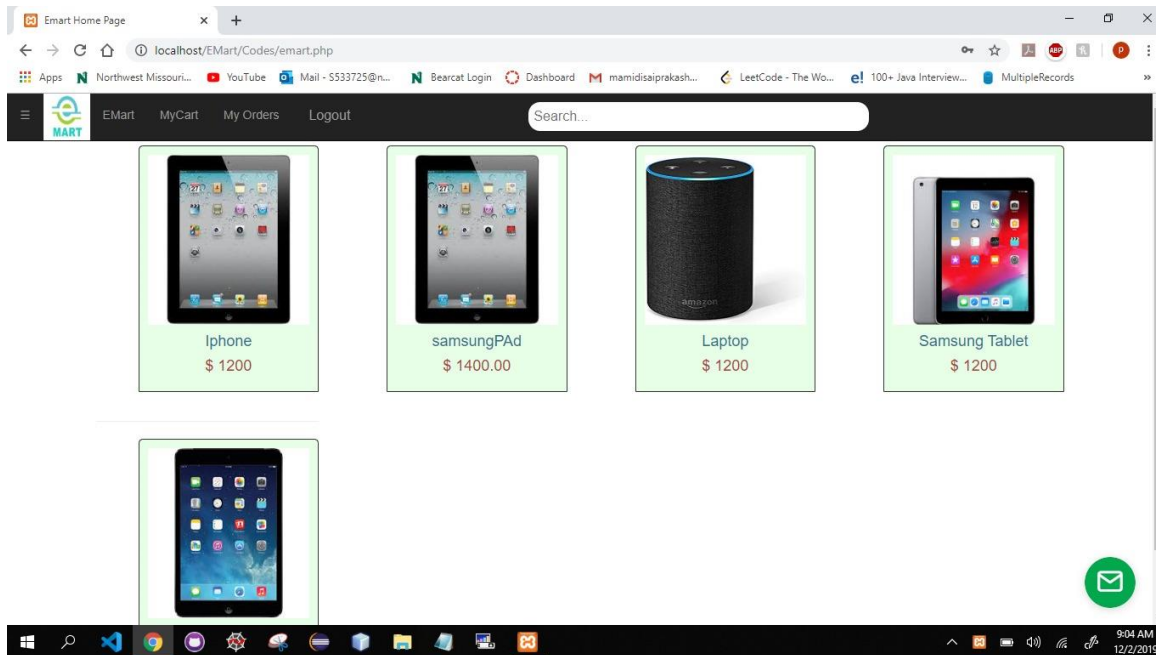 Emart Home Page
localhost/EMart/Codes/emart.php
ABP
P
Apps
N Northwest Missouri...
YouTube
Mail - S533725@n...
N Bearcat Login
Dashboard
M mamidisaiprakash...
LeetCode - The Wo...
e! 100+ Java Interview...
MultipleRecords
»
MART
EMart
MyCart
My Orders
Logout
Search...
amazon
Iphone
samsungPAd
Laptop
Samsung Tablet
$ 1200
$ 1400.00
$ 1200
$ 1200
9:04 AM
12/2/2019